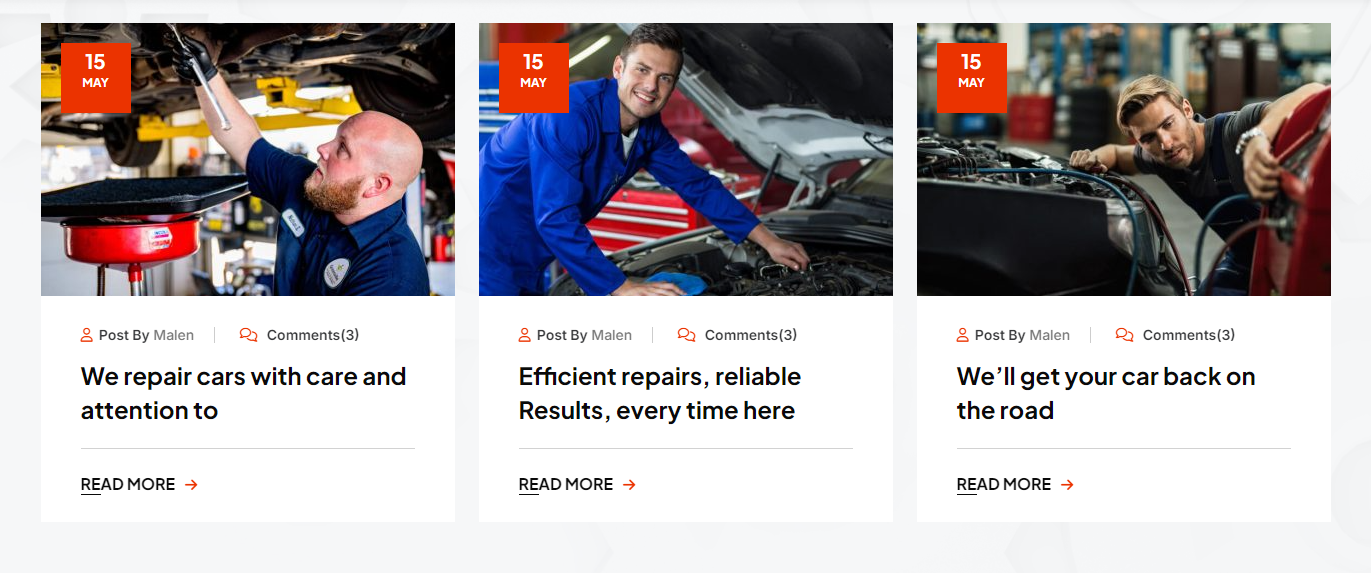 15
MAY
Post By Malen
Comments(3)
We repair cars with care and
attention to
READ MORE
15
MAY
Post By Malen
Comments(3)
Efficient repairs, reliable
Results, every time here
READ MORE
15
MAY
Post By Malen
Comments(3)
We’ll get your car back on
the road
READ MORE